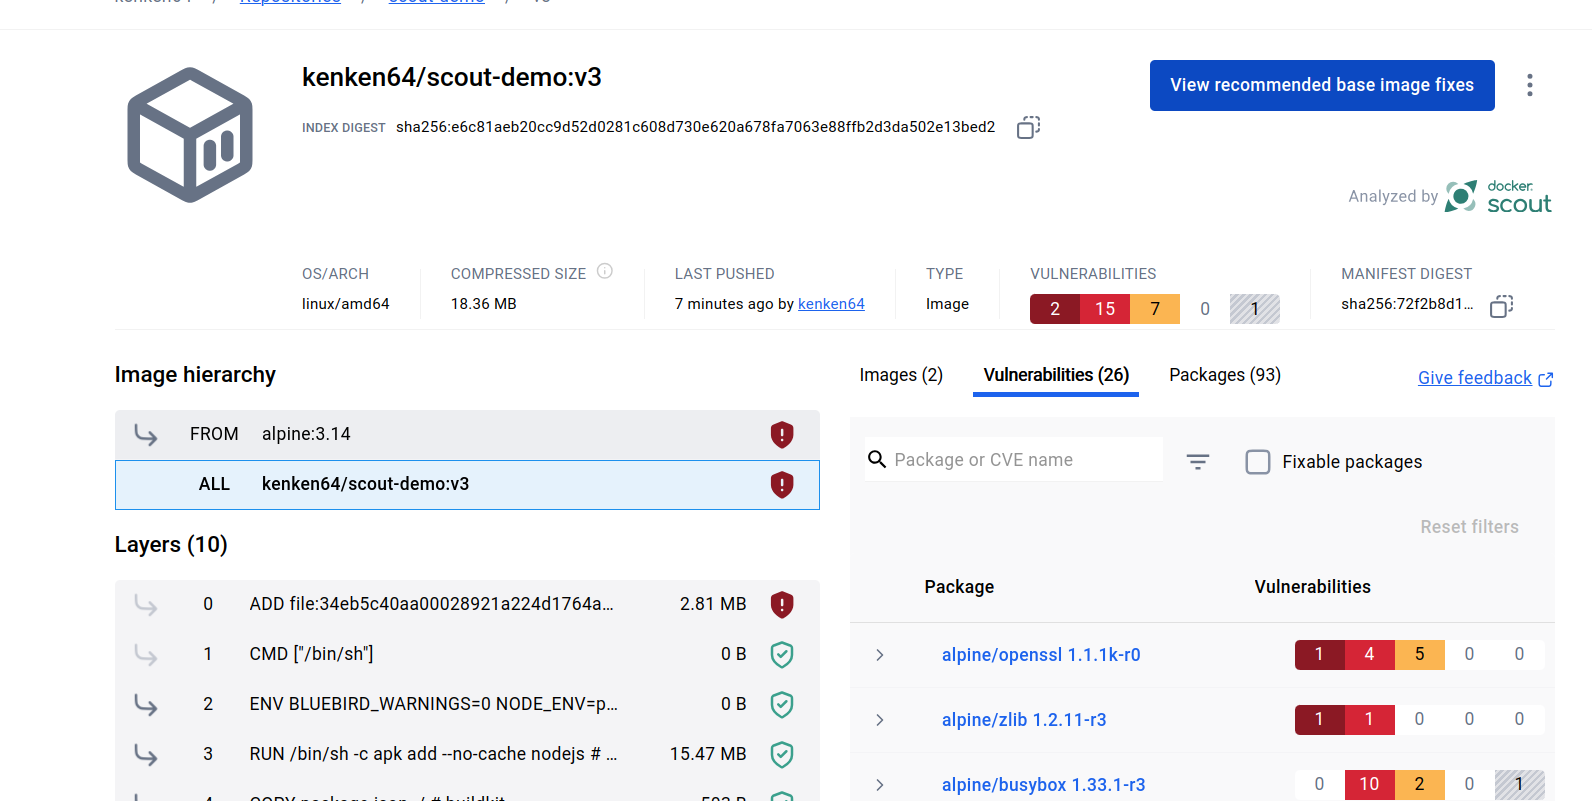 kenken64 / Repositories / scout-demo / v3
kenken64/scout-demo:v3
View recommended base image fixes
INDEX DIGEST sha256:e6c81aeb20cc9d52d0281c608d730e620a678fa7063e88ffb2d3da502e13bed2
Analyzed by docker scout
OS/ARCH
linux/amd64
COMPRESSED SIZE
18.36 MB
LAST PUSHED
7 minutes ago by kenken64
TYPE
Image
VULNERABILITIES
2 15 7 0 1
MANIFEST DIGEST
sha256:72f2b8d1...
Image hierarchy
FROM alpine:3.14
ALL kenken64/scout-demo:v3
Layers (10)
0 ADD file:34eb5c40aa00028921a224d1764a... 2.81 MB
1 CMD ["/bin/sh"] 0 B
2 ENV BLUEBIRD_WARNINGS=0 NODE_ENV=p... 0 B
3 RUN /bin/sh -c apk add --no-cache nodejs # ... 15.47 MB
Images (2) Vulnerabilities (26) Packages (93)
Give feedback
Package or CVE name
Fixable packages
Reset filters
Package Vulnerabilities
alpine/openssl 1.1.1k-r0 1 4 5 0 0
alpine/zlib 1.2.11-r3 1 1 0 0 0
alpine/busybox 1.33.1-r3 0 10 2 0 1